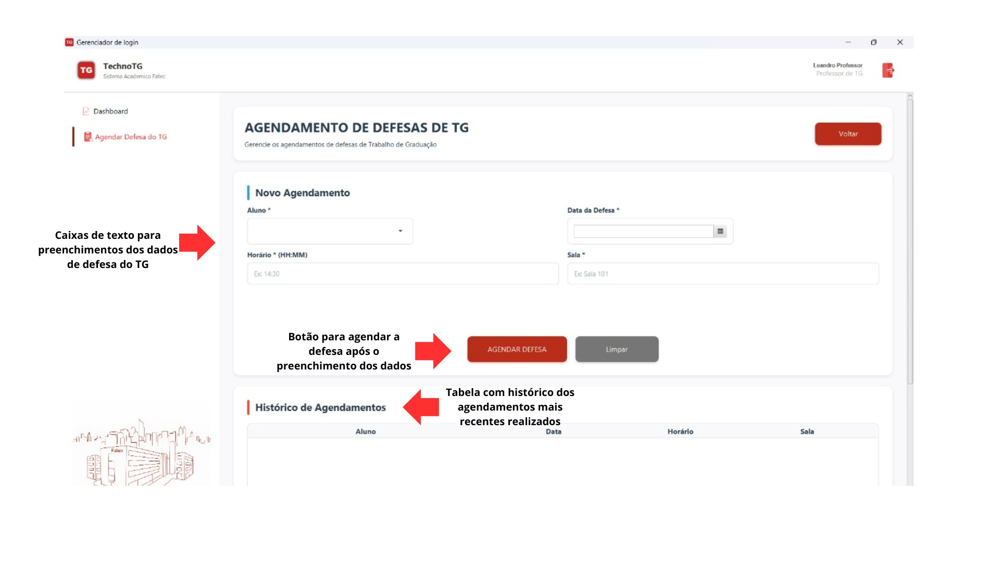 TG Gerenciador de login
TG
TechnoTG
Sistema Academico Fatec
Leandro Professor
Professor de TG
Dashboard
Agendar Defesa do TG
AGENDAMENTO DE DEFESAS DE TG
Gerencie os agendamentos de defesas de Trabalho de Graduação
Voltar
Novo Agendamento
Aluno *
Data da Defesa *
Caixas de texto para
preenchimentos dos dados
de defesa do TG
Horário * (HH:MM)
Sala *
Ex: 14:30
Ex: Sala 101
Botão para agendar a
defesa após o
preenchimento dos dados
AGENDAR DEFESA
Limpar
Histórico de Agendamentos
Tabela com histórico dos
agendamentos mais
recentes realizados
Aluno
Data
Horário
Sala
Fatec